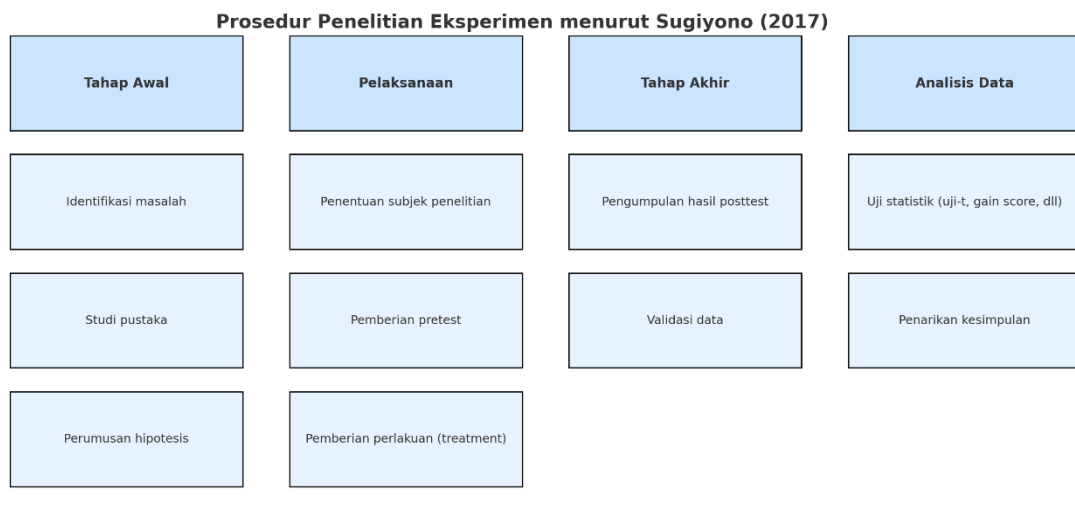 Prosedur Penelitian Eksperimen menurut Sugiyono (2017)
Tahap Awal
Identifikasi masalah
Studi pustaka
Perumusan hipotesis
Pelaksanaan
Penentuan subjek penelitian
Pemberian pretest
Pemberian perlakuan (treatment)
Tahap Akhir
Pengumpulan hasil posttest
Validasi data
Analisis Data
Uji statistik (uji-t, gain score, dll)
Penarikan kesimpulan